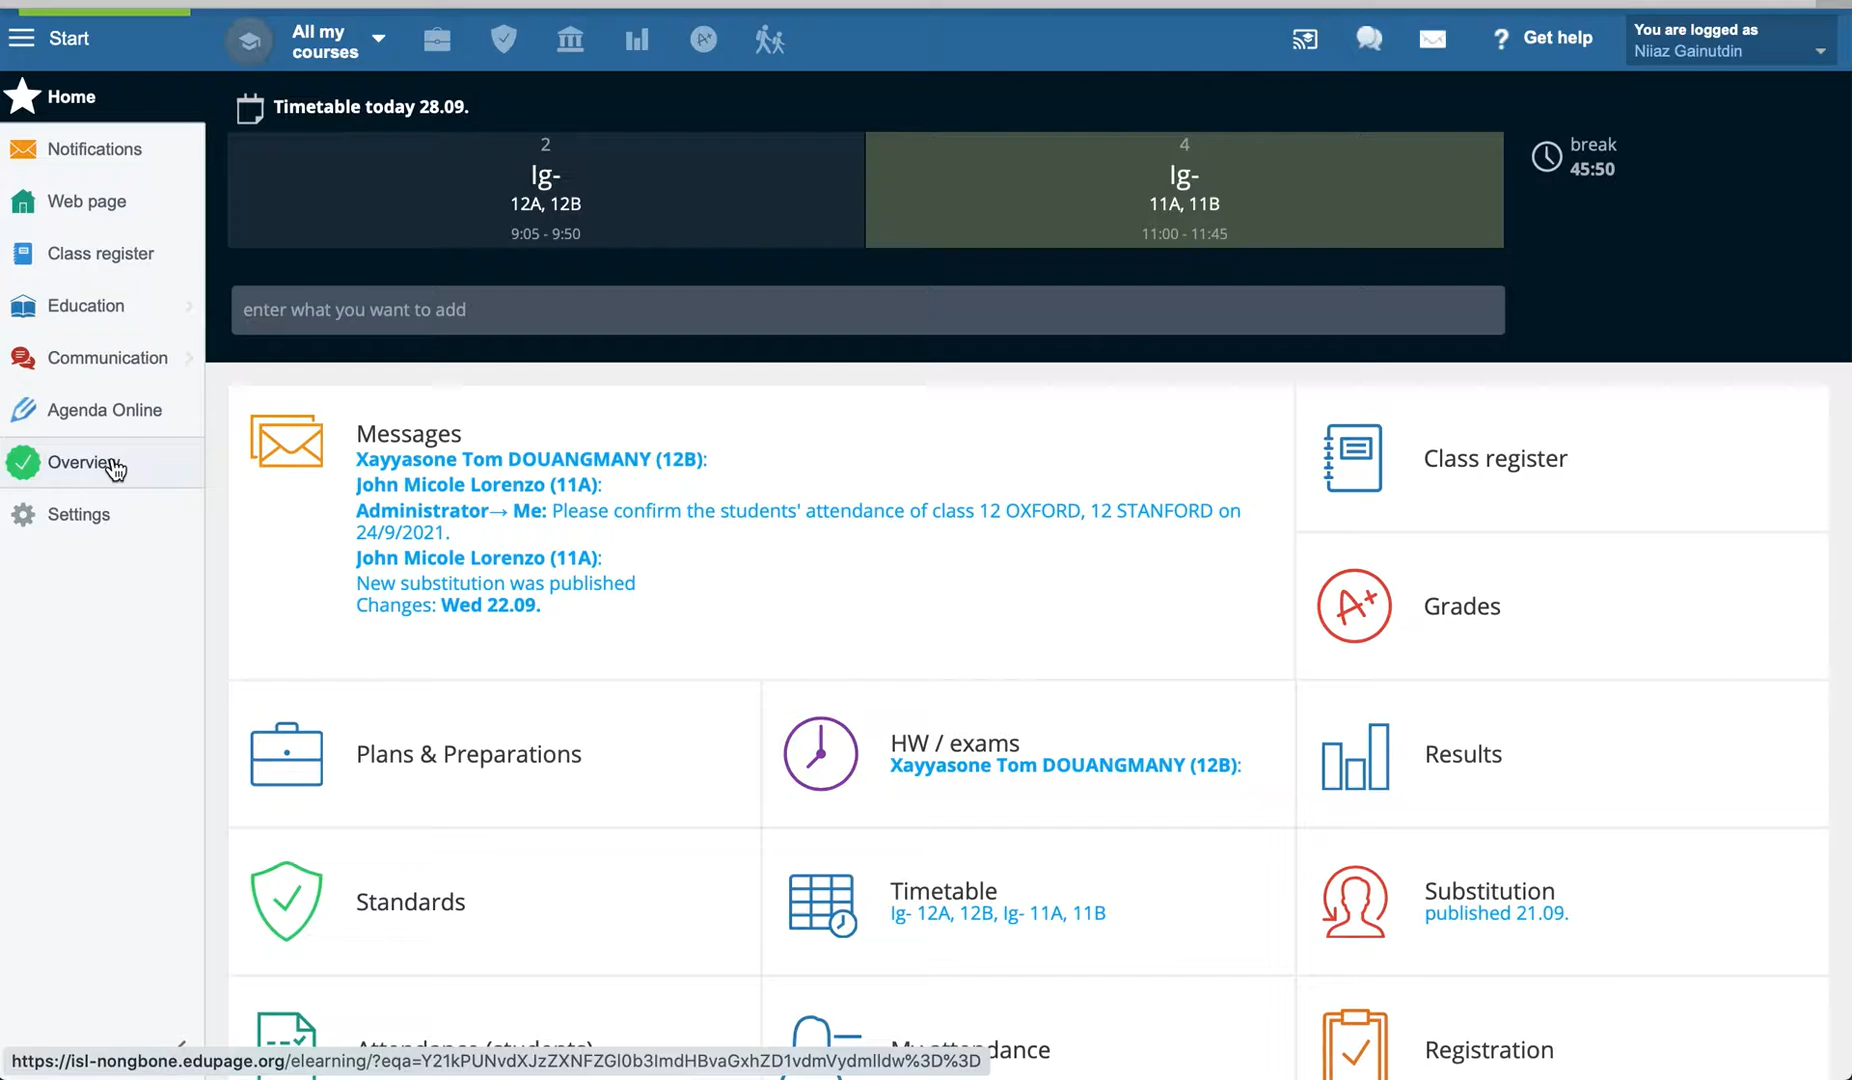 Start
All my
courses
? Get help
You are logged as
Niiaz Gainutdin
Home
Notifications
Web page
Class register
Education
Communication
Agenda Online
Overview
Settings
Timetable today 28.09.
2
Ig-
12A, 12B
9:05 - 9:50
4
Ig-
11A, 11B
11:00 - 11:45
break
45:50
enter what you want to add
Messages
Xayyasone Tom DOUANGMANY (12B):
John Micole Lorenzo (11A):
Administrator→ Me: Please confirm the students' attendance of class 12 OXFORD, 12 STANFORD on
24/9/2021.
John Micole Lorenzo (11A):
New substitution was published
Changes: Wed 22.09.
Class register
A+
Grades
Plans & Preparations
HW / exams
Xayyasone Tom DOUANGMANY (12B):
Results
Standards
Timetable
Ig- 12A, 12B, Ig- 11A, 11B
Substitution
published 21.09.
Attendance (students)
My attendance
Registration
https://isl-nongbone.edupage.org/elearning/?eqa=Y21kPUNvdXJzZXNFZGl0b3ImdHBvaGxhZD1vdmVydmlldw%3D%3D